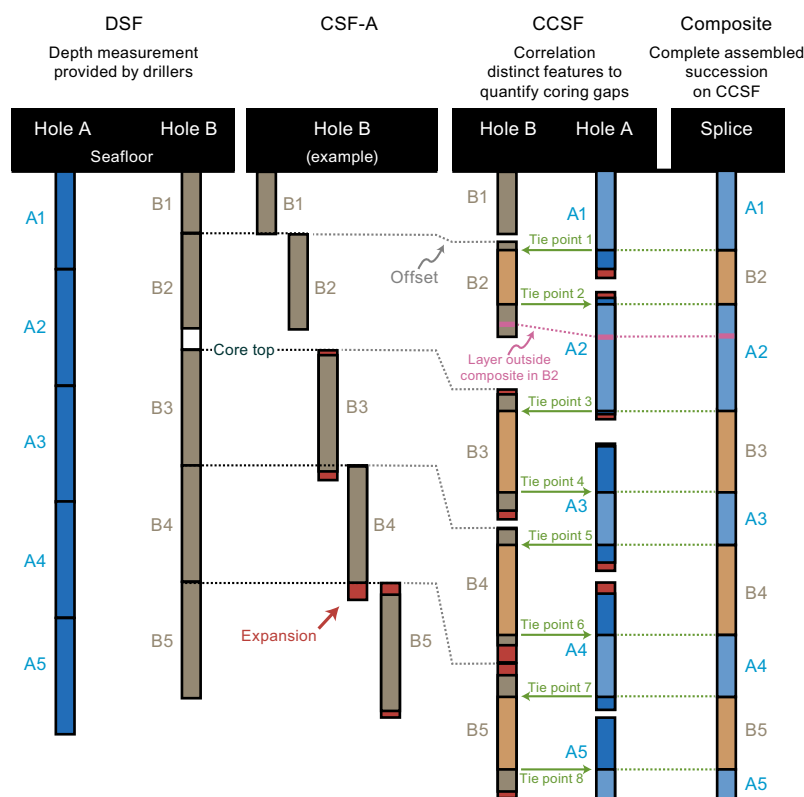 DSF
Depth measurement
provided by drillers
CSF-A
CCSF
Correlation
distinct features to
quantify coring gaps
Composite
Complete assembled
succession
on CCSF
Hole A
Hole B
Seafloor
Hole B
(example)
Hole B
Hole A
Splice
A1
A2
A3
A4
A5
B1
B2
B3
B4
B5
Core top
B1
B2
B3
B4
B5
Expansion
Offset
B1
B2
B3
B4
B5
Tie point 1
Tie point 2
Layer outside
composite in B2
Tie point 3
Tie point 4
Tie point 5
Tie point 6
Tie point 7
Tie point 8
A1
A2
A3
A4
A5
A1
B2
A2
B3
A3
B4
A4
B5
A5